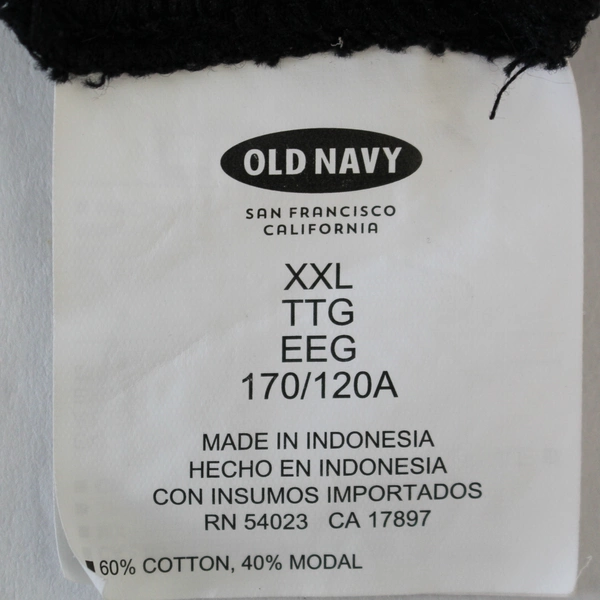 OLD NAVY
SAN FRANCISCO
CALIFORNIA
XXL
TTG
EEG
170/120A
MADE IN INDONESIA
HECHO EN INDONESIA
CON INSUMOS IMPORTADOS
RN 54023 CA 17897
60% COTTON, 40% MODAL